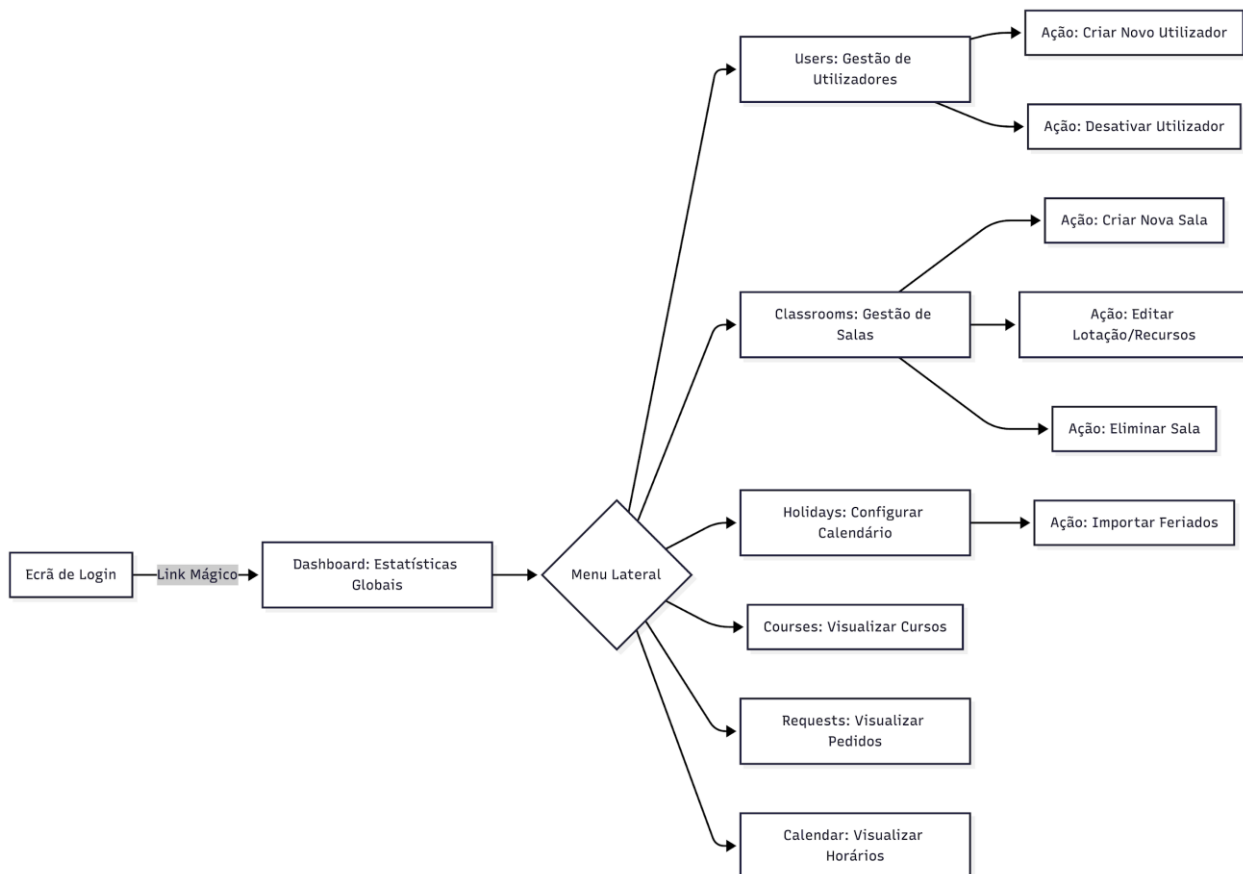 Ação: Criar Novo Utilizador
Users: Gestão de
Utilizadores
Ação: Desativar Utilizador
Ação: Criar Nova Sala
Classrooms: Gestão de
Salas
Ação: Editar
Lotação/Recursos
Ação: Eliminar Sala
Holidays: Configurar
Calendário
Ação: Importar Feriados
Ecrã de Login
Link Mágico
Dashboard: Estatísticas
Globais
Menu Lateral
Courses: Visualizar Cursos
Requests: Visualizar
Pedidos
Calendar: Visualizar
Horários